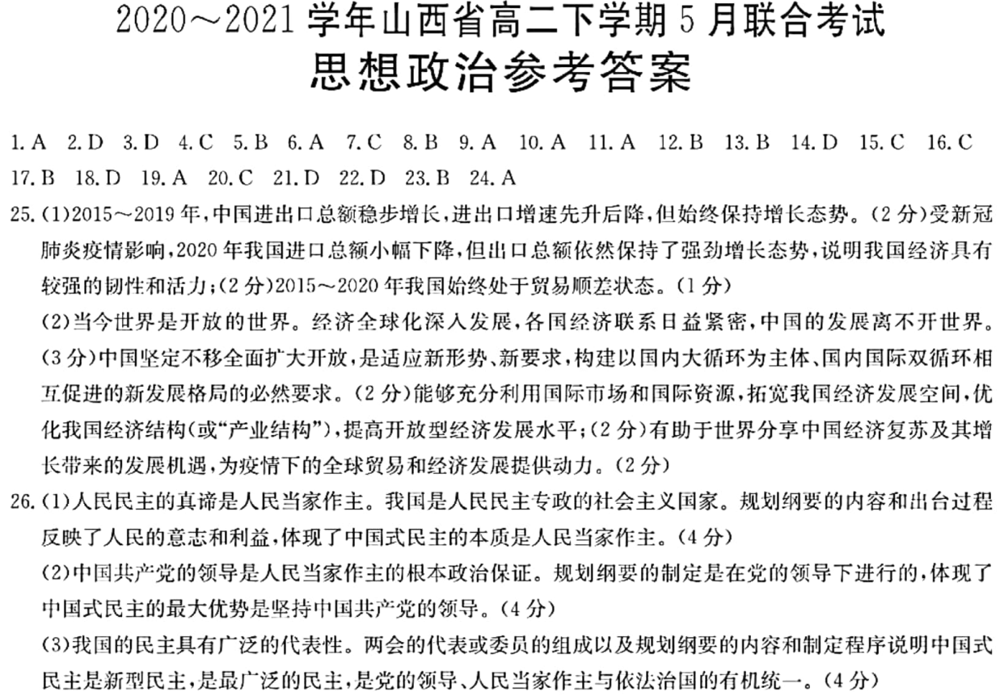 2020～2021学年山西省高二下学期5月联合考试
思想政治参考答案
1. A 2. D 3. D 4. C 5. B 6. A 7. C 8. B 9. A 10. A 11. A 12. B 13. B 14. D 15. C 16. C
17. B 18. D 19. A 20. C 21. D 22. D 23. B 24. A
25. (1)2015～2019年,中国进出口总额稳步增长,进出口增速先升后降,但始终保持增长态势。(2分)受新冠
肺炎疫情影响,2020年我国进口总额小幅下降,但出口总额依然保持了强劲增长态势,说明我国经济具有
较强的韧性和活力;(2分)2015～2020年我国始终处于贸易顺差状态。(1分)
(2)当今世界是开放的世界。经济全球化深入发展,各国经济联系日益紧密,中国的发展离不开世界。
(3分)中国坚定不移全面扩大开放,是适应新形势、新要求,构建以国内大循环为主体、国内国际双循环相
互促进的新发展格局的必然要求。(2分)能够充分利用国际市场和国际资源,拓宽我国经济发展空间,优
化我国经济结构(或“产业结构”),提高开放型经济发展水平;(2分)有助于世界分享中国经济复苏及其增
长带来的发展机遇,为疫情下的全球贸易和经济发展提供动力。(2分)
26. (1)人民民主的真谛是人民当家作主。我国是人民民主专政的社会主义国家。规划纲要的内容和出台过程
反映了人民的意志和利益,体现了中国式民主的本质是人民当家作主。(4分)
(2)中国共产党的领导是人民当家作主的根本政治保证。规划纲要的制定是在党的领导下进行的,体现了
中国式民主的最大优势是坚持中国共产党的领导。(4分)
(3)我国的民主具有广泛的代表性。两会的代表或委员的组成以及规划纲要的内容和制定程序说明中国式
民主是新型民主,是最广泛的民主,是党的领导、人民当家作主与依法治国的有机统一。(4分)